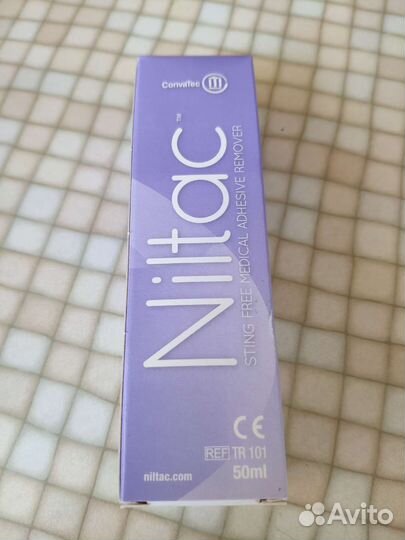 ConvaTec
Niltac™
STING FREE MEDICAL ADHESIVE REMOVER
CE
REF TR 101
50ml
niltac.com
Avito